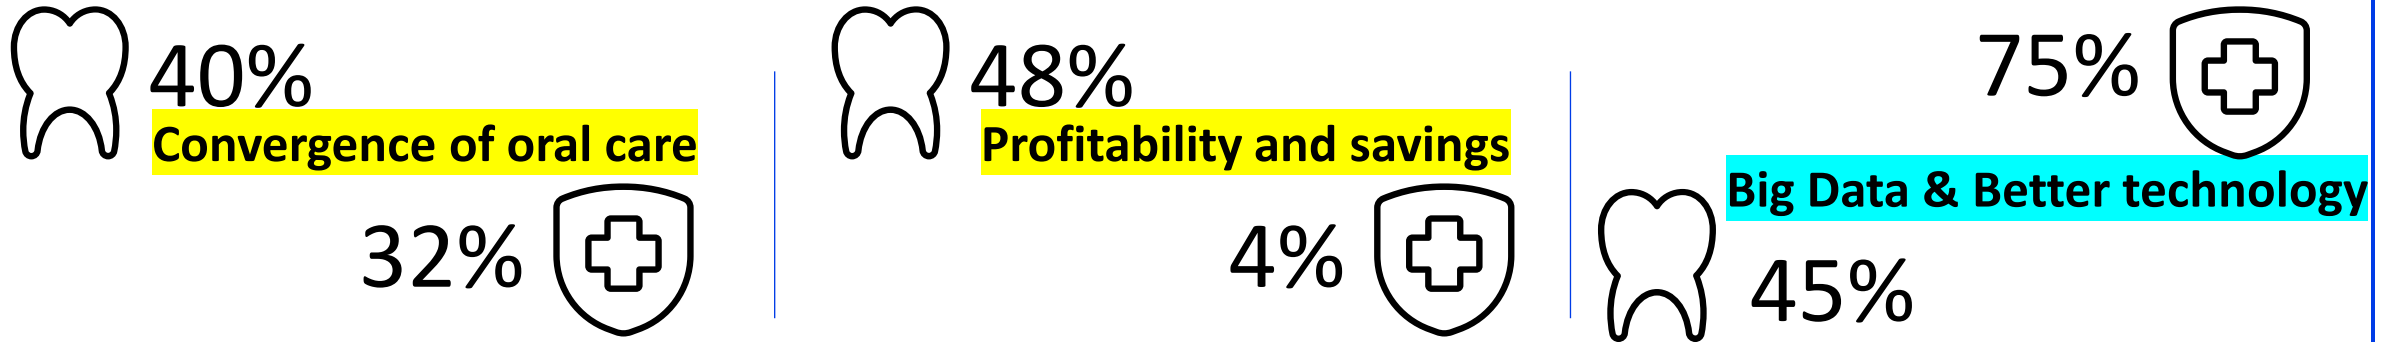 40%
Convergence of oral care
32%
48%
Profitability and savings
4%
75%
Big Data & Better technology
45%